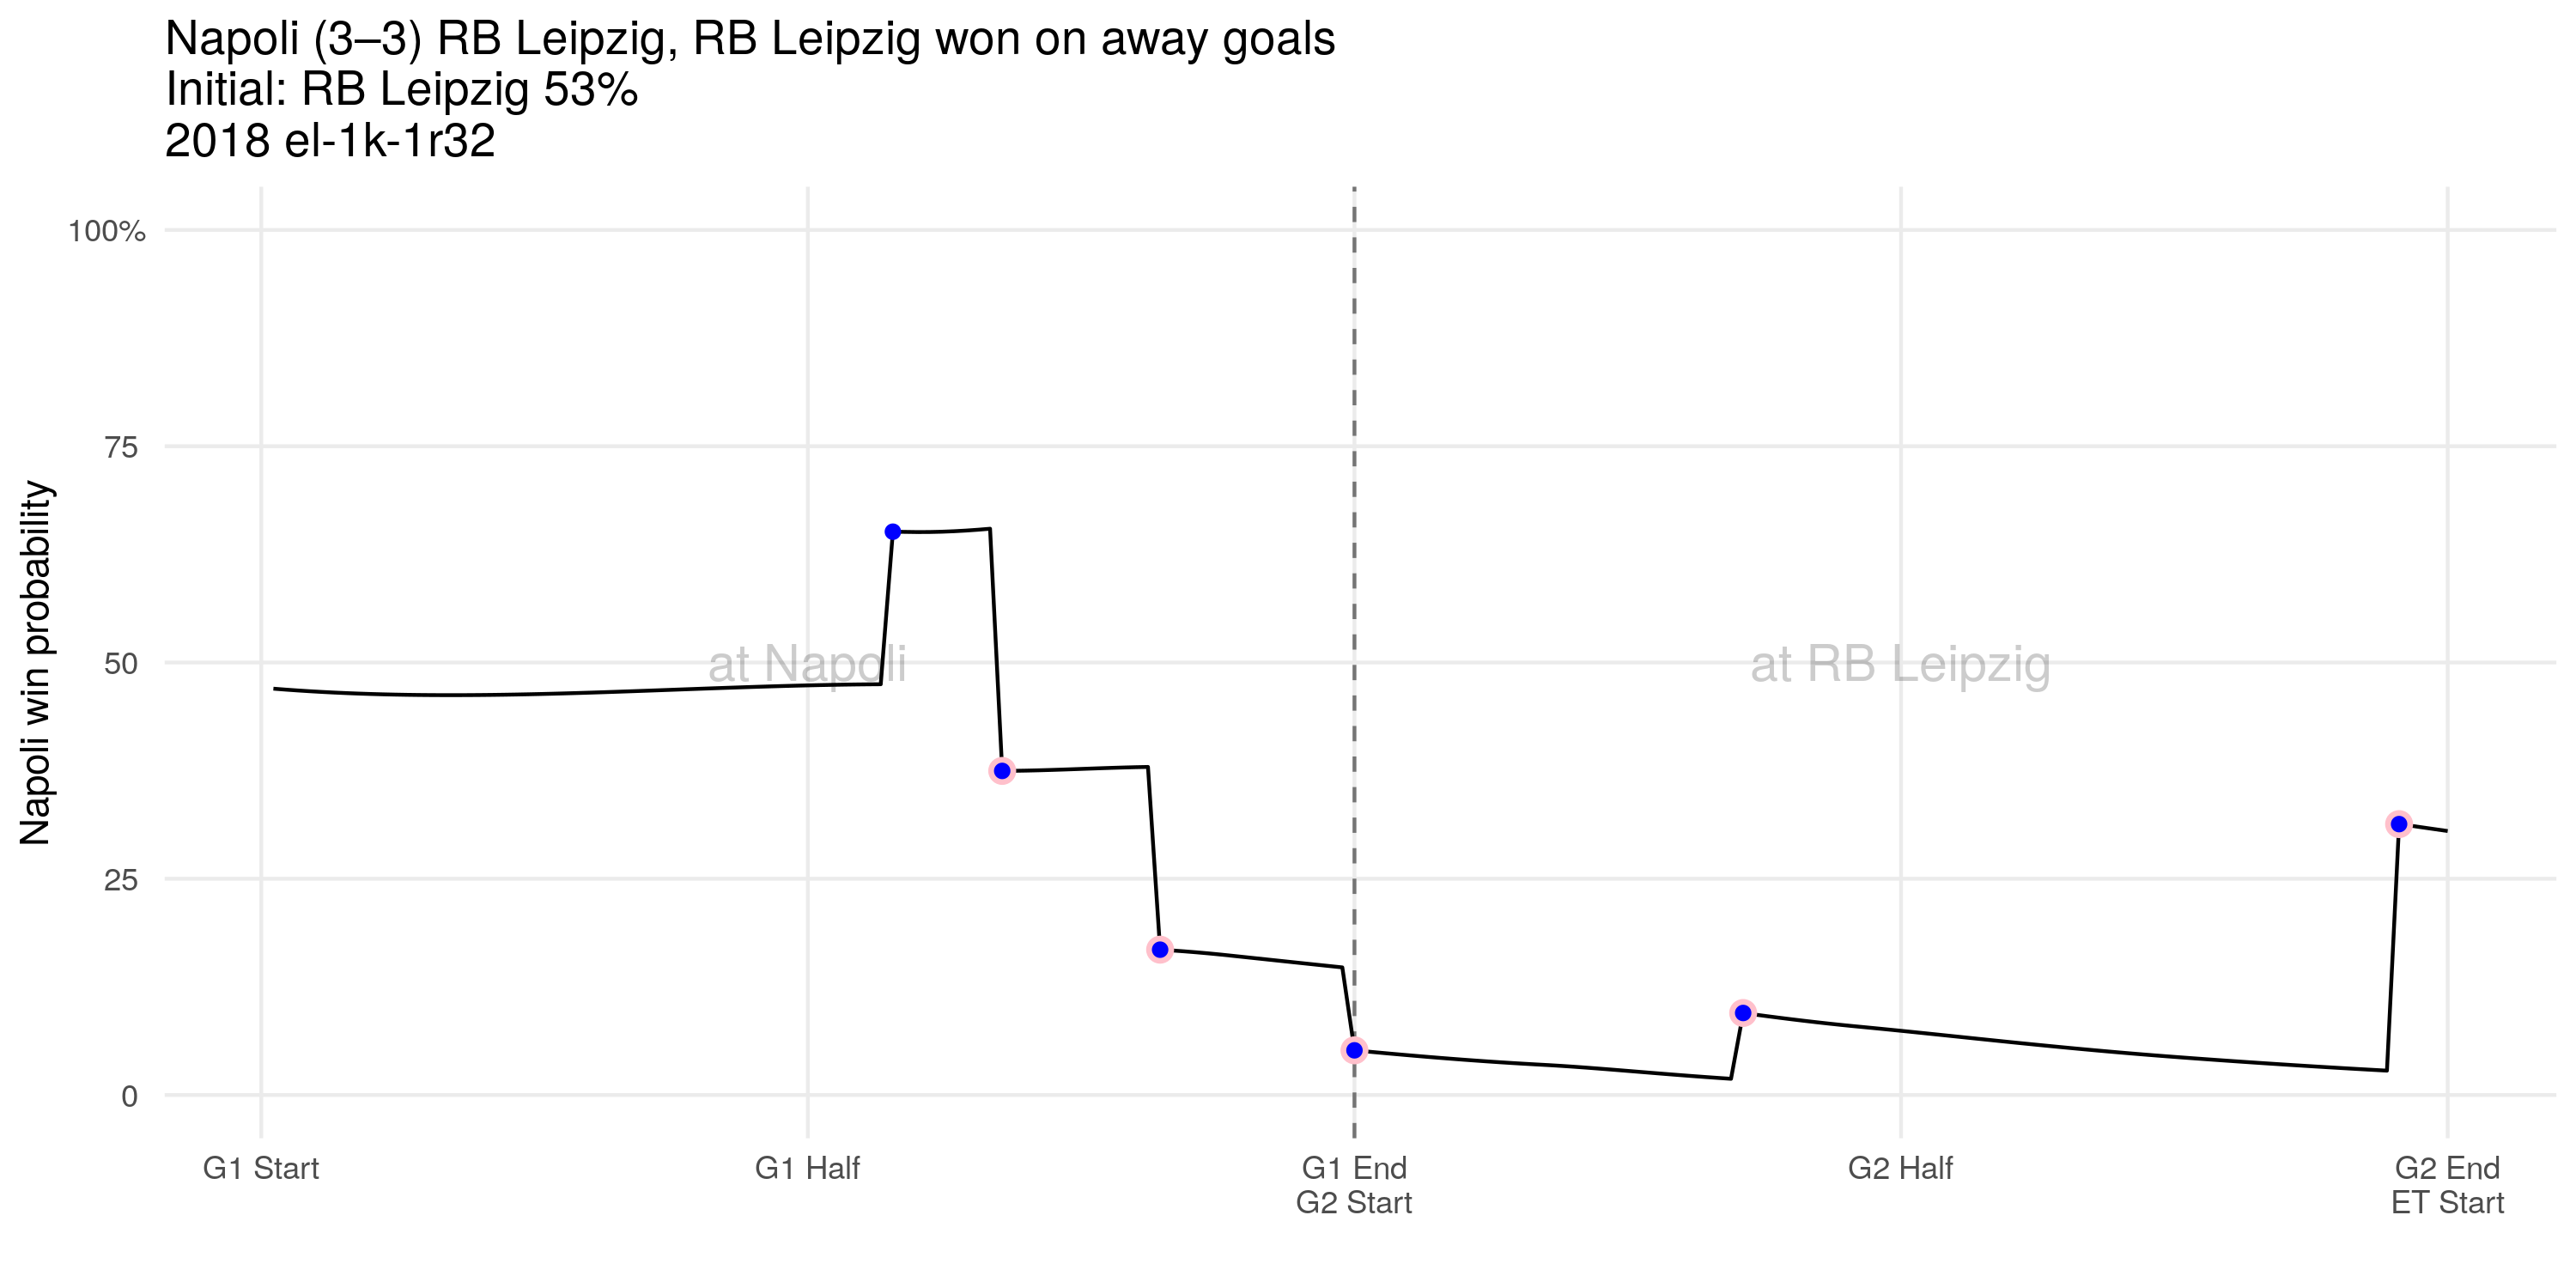 Napoli (3–3) RB Leipzig, RB Leipzig won on away goals
Initial: RB Leipzig 53%
2018 el-1k-1r32
Napoli win probability
100%
75
50
25
0
at Napoli
at RB Leipzig
G1 Start
G1 Half
G1 End
G2 Start
G2 Half
G2 End
ET Start